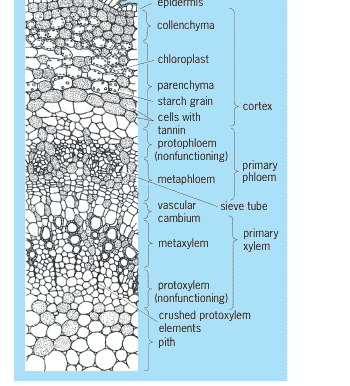 epidermis
collenchyma
chloroplast
parenchyma
starch grain
cortex
cells with
tannin
protophloem
(nonfunctioning)
primary
phloem
metaphloem
sieve tube
vascular
cambium
primary
xylem
metaxylem
protoxylem
(nonfunctioning)
crushed protoxylem
elements
pith